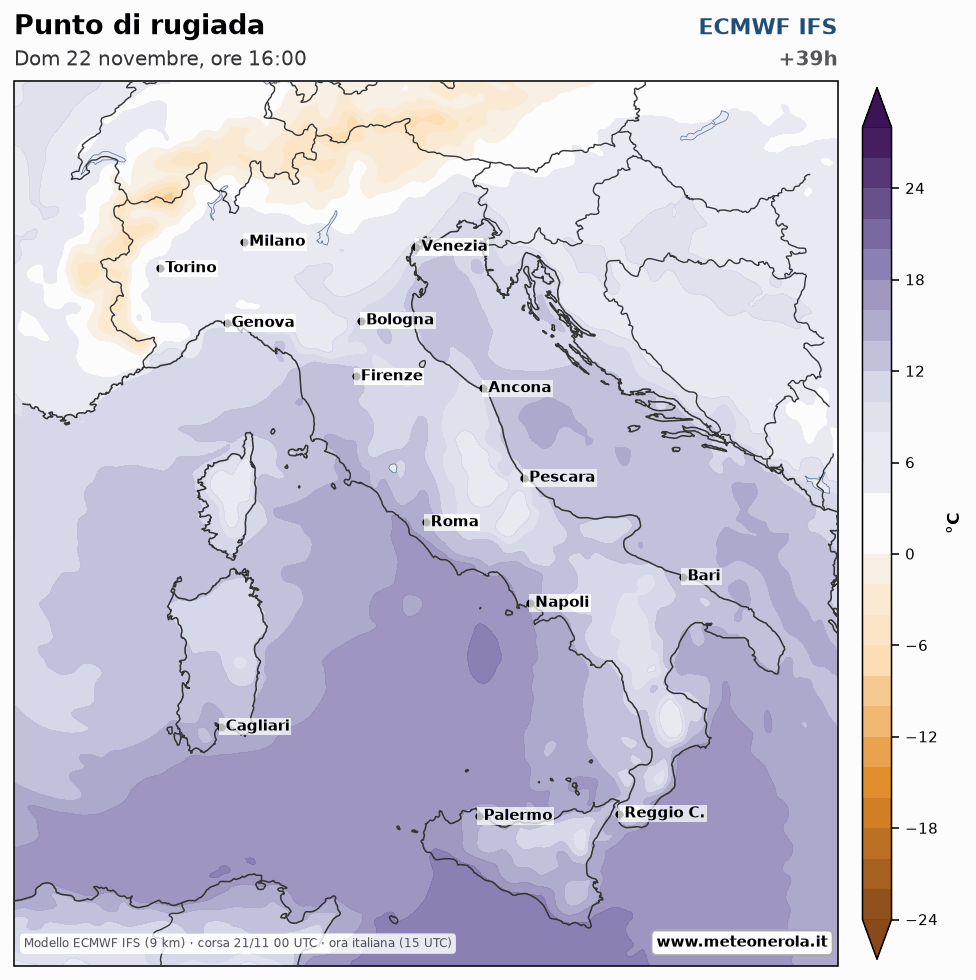 Punto di rugiada
ECMWF IFS
Dom 22 novembre, ore 16:00
+39h
Milano
Venezia
Torino
Genova
Bologna
Firenze
Ancona
Pescara
Roma
Bari
Napoli
Cagliari
Palermo
Reggio C.
24
18
12
6
0
−6
−12
−18
−24
°C
Modello ECMWF IFS (9 km) · corsa 21/11 00 UTC · ora italiana (15 UTC)
www.meteonerola.it